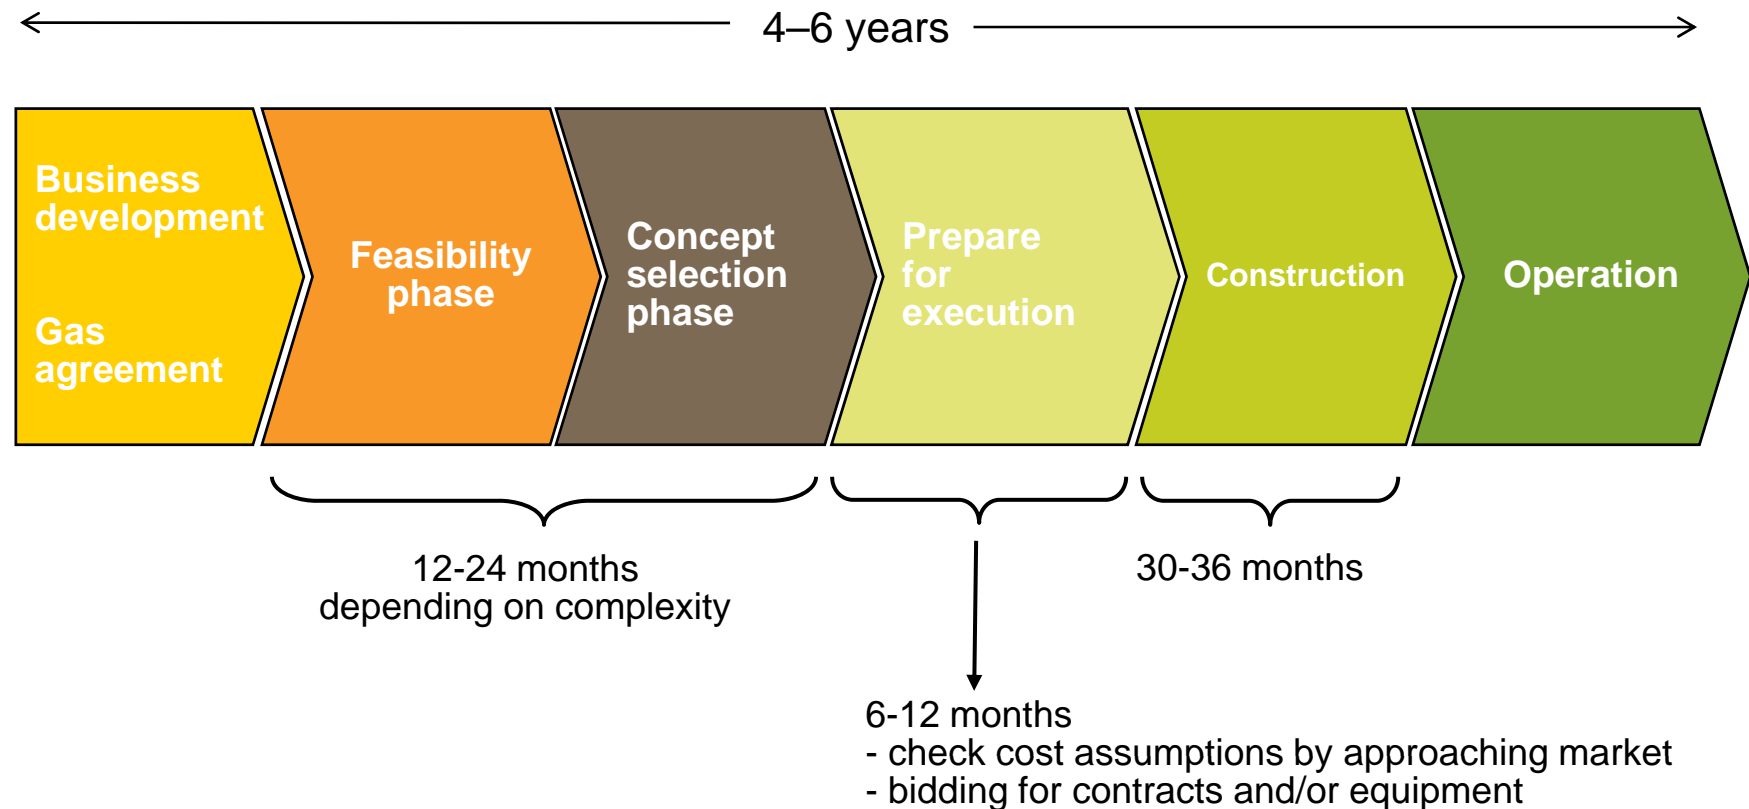 4–6 years
Business
development
Gas
agreement
Feasibility
phase
Concept
selection
phase
Prepare
for
execution
Construction
Operation
12-24 months
depending on complexity
30-36 months
6-12 months
- check cost assumptions by approaching market
- bidding for contracts and/or equipment